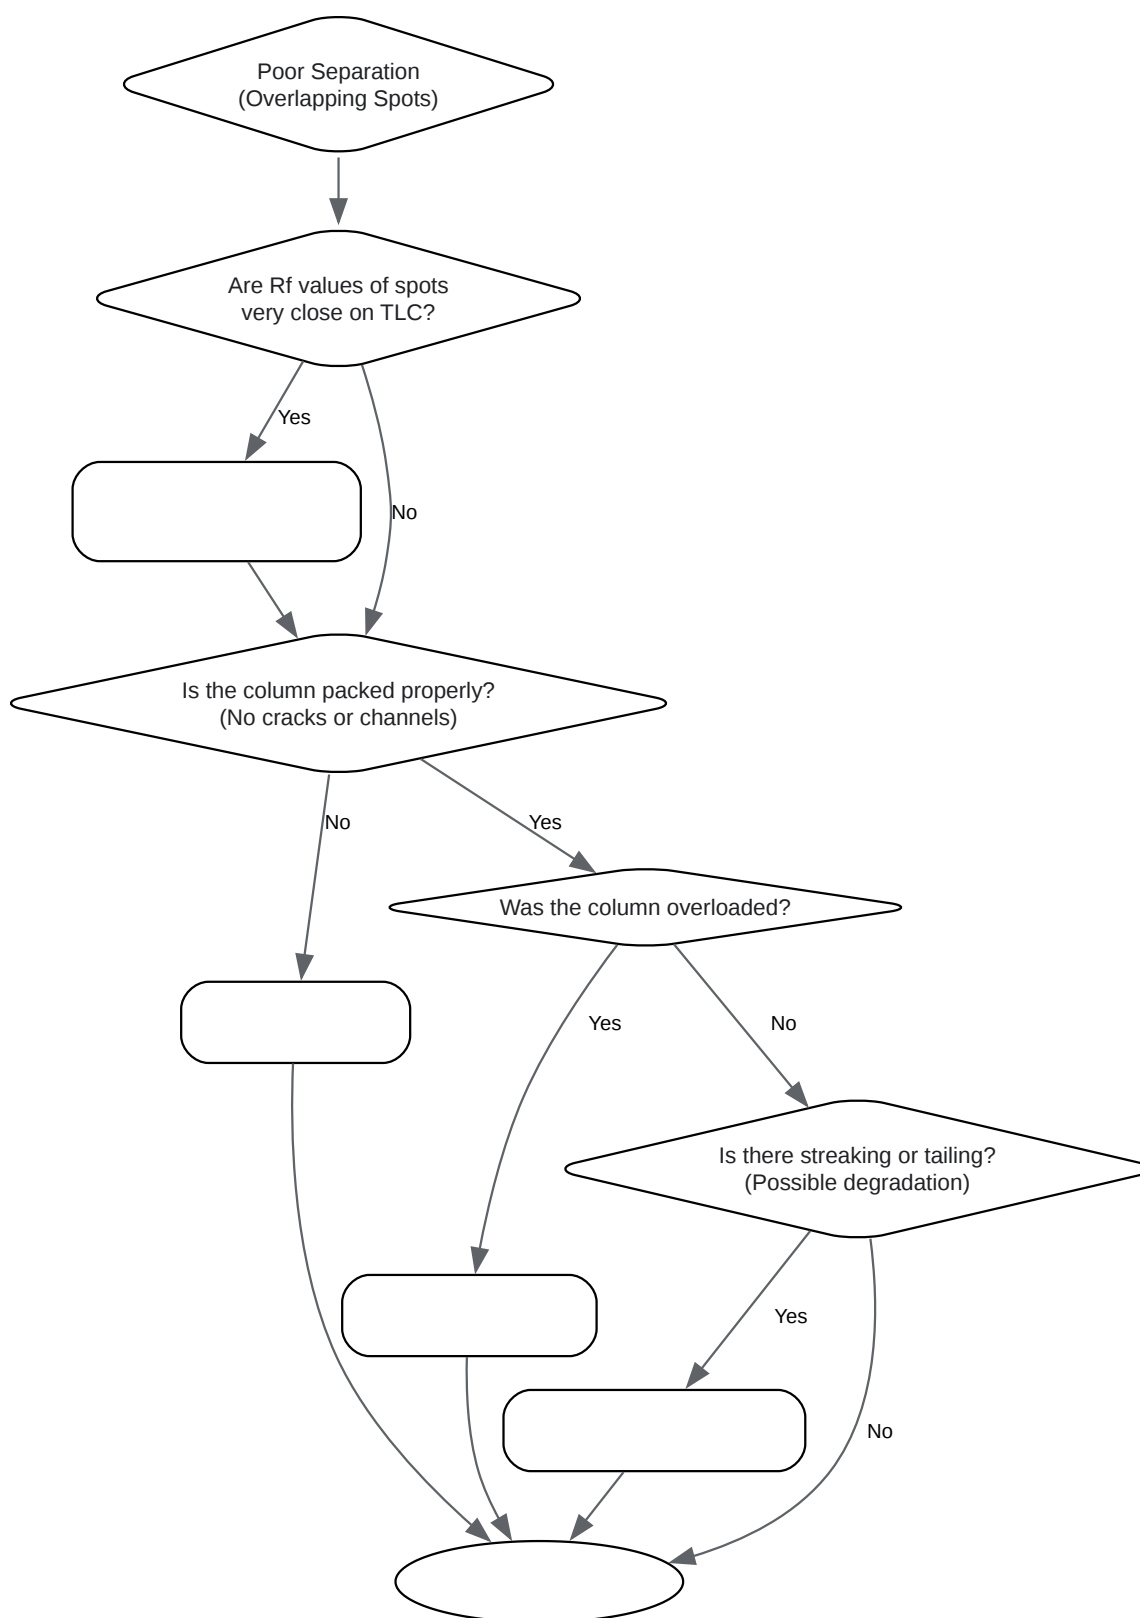 Poor Separation
(Overlapping Spots)
Are Rf values of spots
very close on TLC?
Yes
No
Is the column packed properly?
(No cracks or channels)
No
Yes
Was the column overloaded?
Yes
No
Is there streaking or tailing?
(Possible degradation)
Yes
No